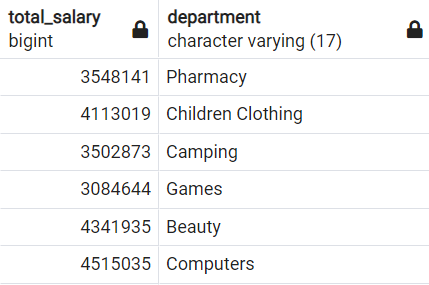 total_salary department
bigint character varying (17)
3548141 Pharmacy
4113019 Children Clothing
3502873 Camping
3084644 Games
4341935 Beauty
4515035 Computers